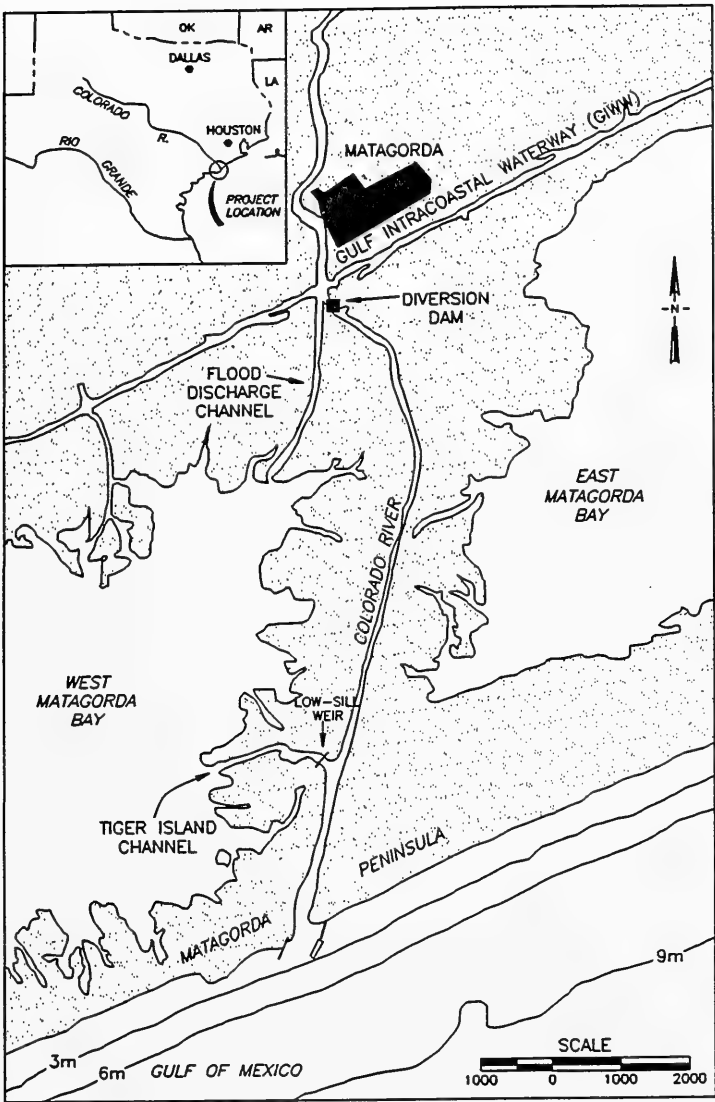 OK
AR
DALLAS
LA
COLORADO
R.
HOUSTON
RIO
GRANDE
PROJECT
LOCATION
MATAGORDA
GULF INTRACOASTAL WATERWAY (GIWW)
DIVERSION
DAM
-N-
FLOOD
DISCHARGE
CHANNEL
EAST
MATAGORDA
BAY
COLORADO RIVER
WEST
MATAGORDA
BAY
LOW-SILL
WEIR
TIGER ISLAND
CHANNEL
PENINSULA
MATAGORDA
9m
3m
6m
GULF OF MEXICO
SCALE
1000 0 1000 2000